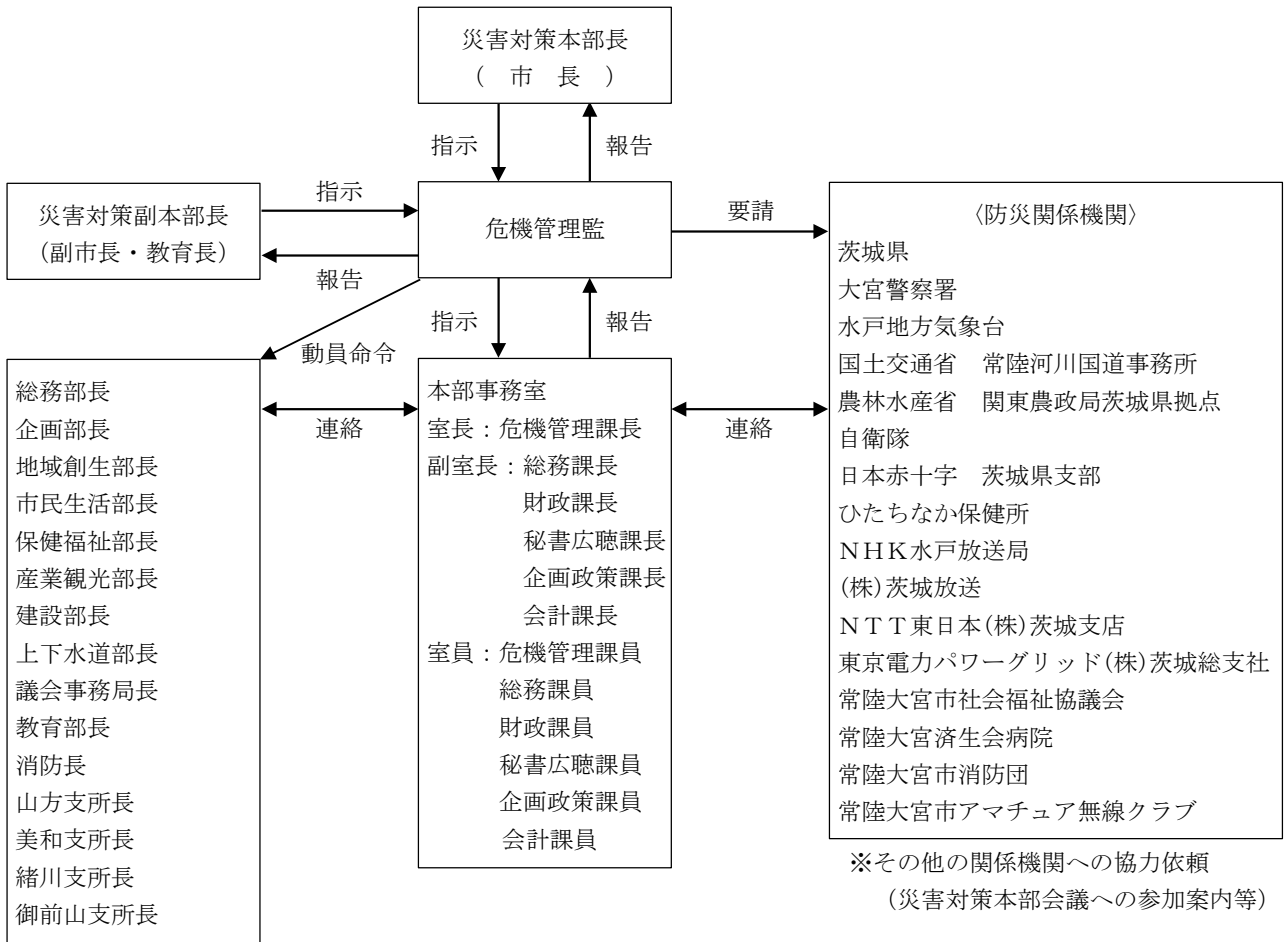 災害対策本部長
(　市　長　)
指示
報告
災害対策副本部長
(副市長・教育長)
指示
報告
危機管理監
要請
動員命令
指示
報告
総務部長
企画部長
地域創生部長
市民生活部長
保健福祉部長
産業観光部長
建設部長
上下水道部長
議会事務局長
教育部長
消防長
山方支所長
美和支所長
緒川支所長
御前山支所長
連絡
本部事務室
室長：危機管理課長
副室長：総務課長
財政課長
秘書広聴課長
企画政策課長
会計課長
室員：危機管理課員
総務課員
財政課員
秘書広聴課員
企画政策課員
会計課員
連絡
〈防災関係機関〉
茨城県
大宮警察署
水戸地方気象台
国土交通省　常陸河川国道事務所
農林水産省　関東農政局茨城県拠点
自衛隊
日本赤十字　茨城県支部
ひたちなか保健所
ＮＨＫ水戸放送局
(株)茨城放送
ＮＴＴ東日本(株)茨城支店
東京電力パワーグリッド(株)茨城総支社
常陸大宮市社会福祉協議会
常陸大宮済生会病院
常陸大宮市消防団
常陸大宮市アマチュア無線クラブ
※その他の関係機関への協力依頼
(災害対策本部会議への参加案内等)